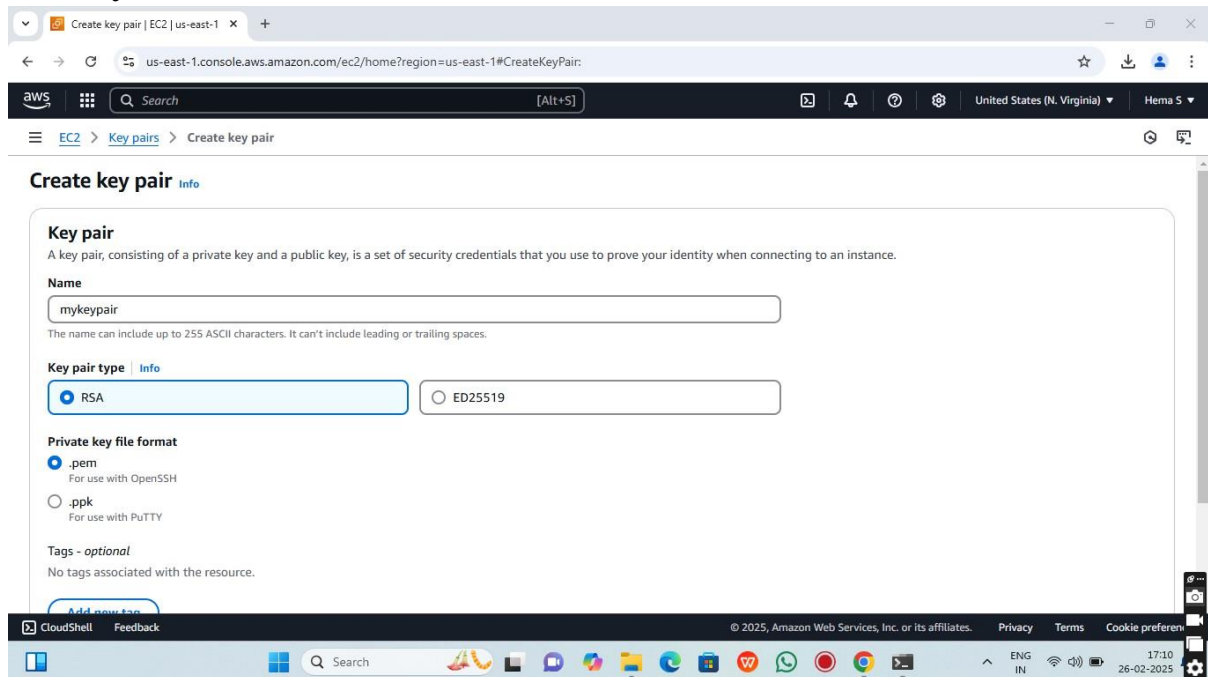 Create key pair | EC2 | us-east-1
us-east-1.console.aws.amazon.com/ec2/home?region=us-east-1#CreateKeyPair:
aws
Search [Alt+S]
United States (N. Virginia)
Hema S
EC2 > Key pairs > Create key pair
Create key pair Info
Key pair
A key pair, consisting of a private key and a public key, is a set of security credentials that you use to prove your identity when connecting to an instance.
Name
mykeypair
The name can include up to 255 ASCII characters. It can't include leading or trailing spaces.
Key pair type | Info
RSA
ED25519
Private key file format
.pem
For use with OpenSSH
.ppk
For use with PuTTY
Tags - optional
No tags associated with the resource.
Add new tag
CloudShell Feedback
© 2025, Amazon Web Services, Inc. or its affiliates. Privacy Terms Cookie preferen
Search
ENG
IN
17:10
26-02-2025